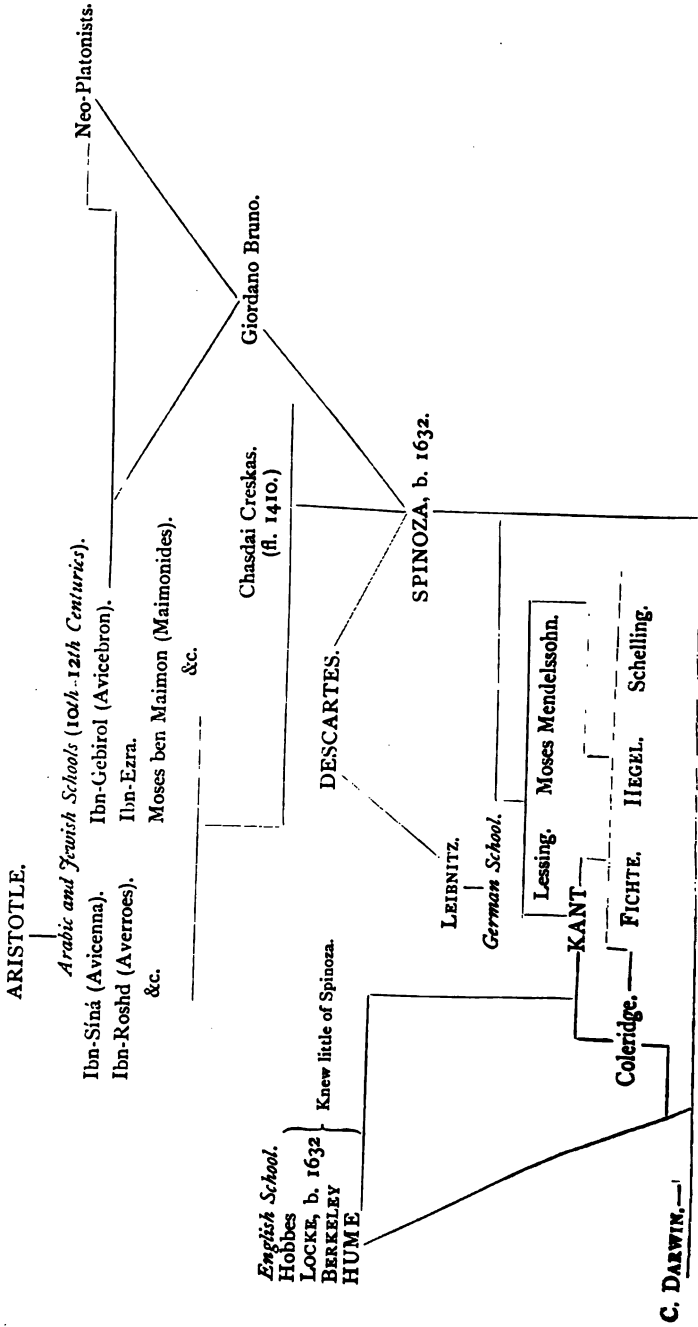 ARISTOTLE.
Neo-Platonists.
Arabic and Jewish Schools (10th-12th Centuries).
Ibn-Síná (Avicenna). Ibn-Gebirol (Avicebron).
Ibn-Roshd (Averroes). Ibn-Ezra.
&c. Moses ben Maimon (Maimonides).
&c.
Giordano Bruno.
Chasdai Creskas.
(fl. 1410.)
DESCARTES.
SPINOZA, b. 1632.
English School.
Hobbes
LOCKE, b. 1632
BERKELEY
HUME
Knew little of Spinoza.
LEIBNITZ.
German School.
Lessing. Moses Mendelssohn.
KANT
Coleridge. FICHTE. HEGEL. Schelling.
C. DARWIN.